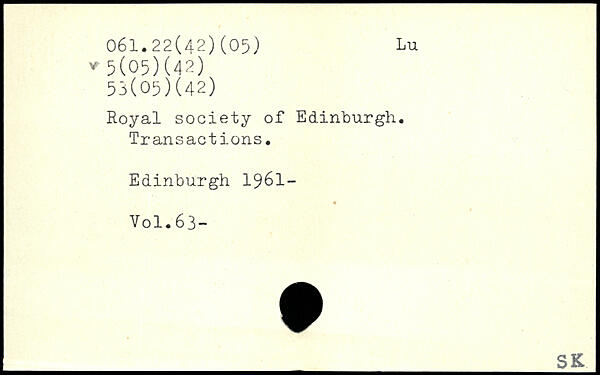 061.22(42)(05) Lu
5(05)(42)
53(05)(42)
Royal society of Edinburgh.
Transactions.
Edinburgh 1961-
Vol.63-
SK